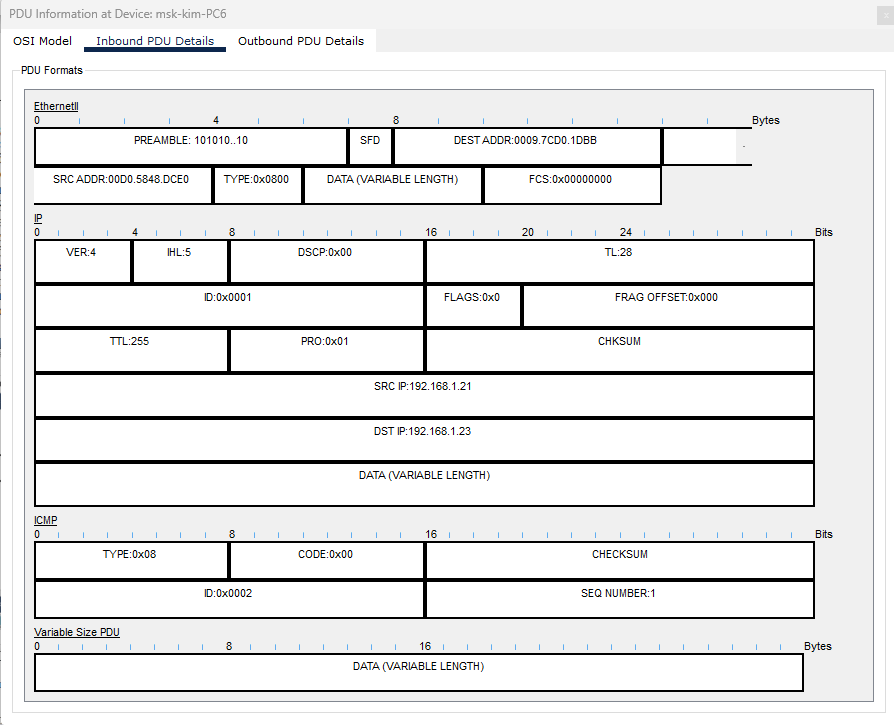 PDU Information at Device: msk-kim-PC6
OSI Model Inbound PDU Details Outbound PDU Details
PDU Formats
EthernetII
0 4 8 Bytes
PREAMBLE: 101010..10 SFD DEST ADDR:0009.7CD0.1DBB
SRC ADDR:00D0.5848.DCE0 TYPE:0x0800 DATA (VARIABLE LENGTH) FCS:0x00000000
IP
0 4 8 16 20 24 Bits
VER:4 IHL:5 DSCP:0x00 TL:28
ID:0x0001 FLAGS:0x0 FRAG OFFSET:0x000
TTL:255 PRO:0x01 CHKSUM
SRC IP:192.168.1.21
DST IP:192.168.1.23
DATA (VARIABLE LENGTH)
ICMP
0 8 16 Bits
TYPE:0x08 CODE:0x00 CHECKSUM
ID:0x0002 SEQ NUMBER:1
Variable Size PDU
0 8 16 Bytes
DATA (VARIABLE LENGTH)